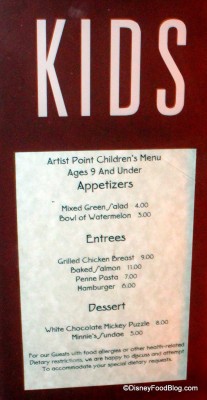 KIDS
Artist Point Children's Menu
Ages 9 And Under
Appetizers
Mixed Green Salad 4.00
Bowl of Watermelon 3.00
Entrees
Grilled Chicken Breast 9.00
Baked Salmon 11.00
Penne Pasta 7.00
Hamburger 8.00
Dessert
White Chocolate Mickey Puzzle 8.00
Minnie's Sundae 5.00
For our Guests with food allergies or other health-related
Dietary restrictions, we are happy to discuss and attempt
To accommodate your special dietary requests.
©DisneyFoodBlog.com